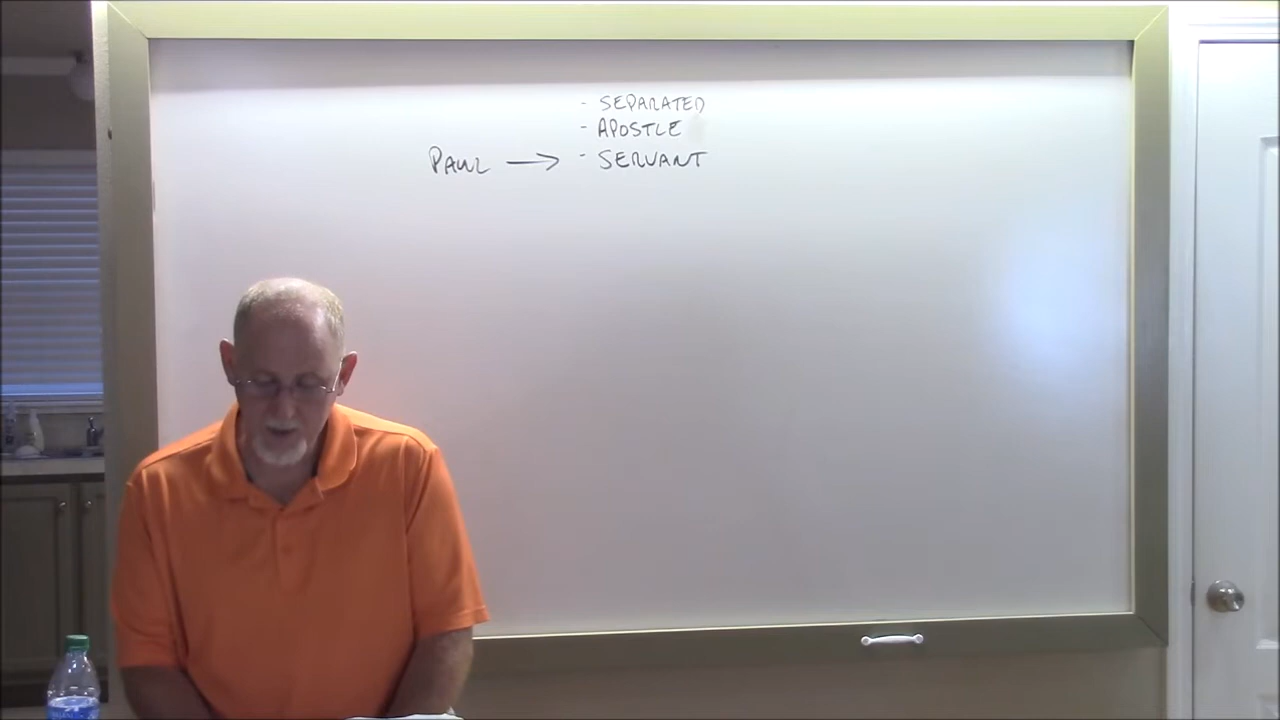 - SEPARATED
- APOSTLE
PAUL → - SERVANT